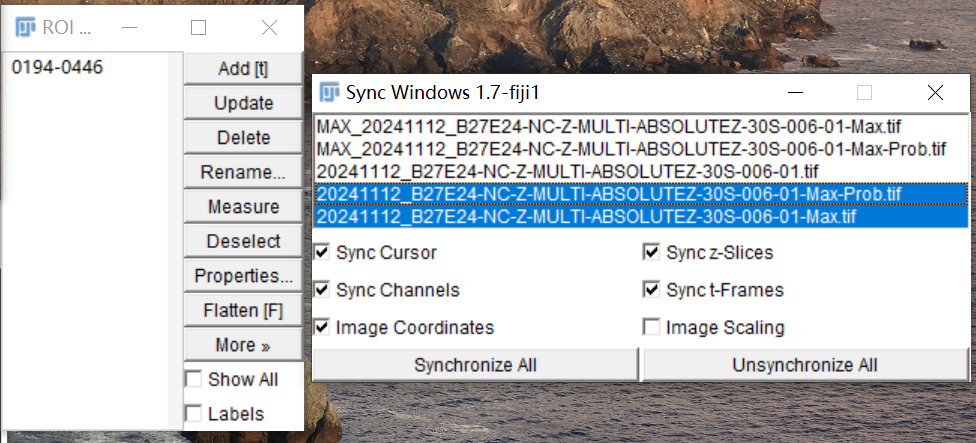 ROI ...
0194-0446
Add [t]
Update
Delete
Rename...
Measure
Deselect
Properties...
Flatten [F]
More »
Show All
Labels
Sync Windows 1.7-fiji1
MAX_20241112_B27E24-NC-Z-MULTI-ABSOLUTEZ-30S-006-01-Max.tif
MAX_20241112_B27E24-NC-Z-MULTI-ABSOLUTEZ-30S-006-01-Max-Prob.tif
20241112_B27E24-NC-Z-MULTI-ABSOLUTEZ-30S-006-01.tif
20241112_B27E24-NC-Z-MULTI-ABSOLUTEZ-30S-006-01-Max-Prob.tif
20241112_B27E24-NC-Z-MULTI-ABSOLUTEZ-30S-006-01-Max.tif
Sync Cursor
Sync z-Slices
Sync Channels
Sync t-Frames
Image Coordinates
Image Scaling
Synchronize All
Unsynchronize All